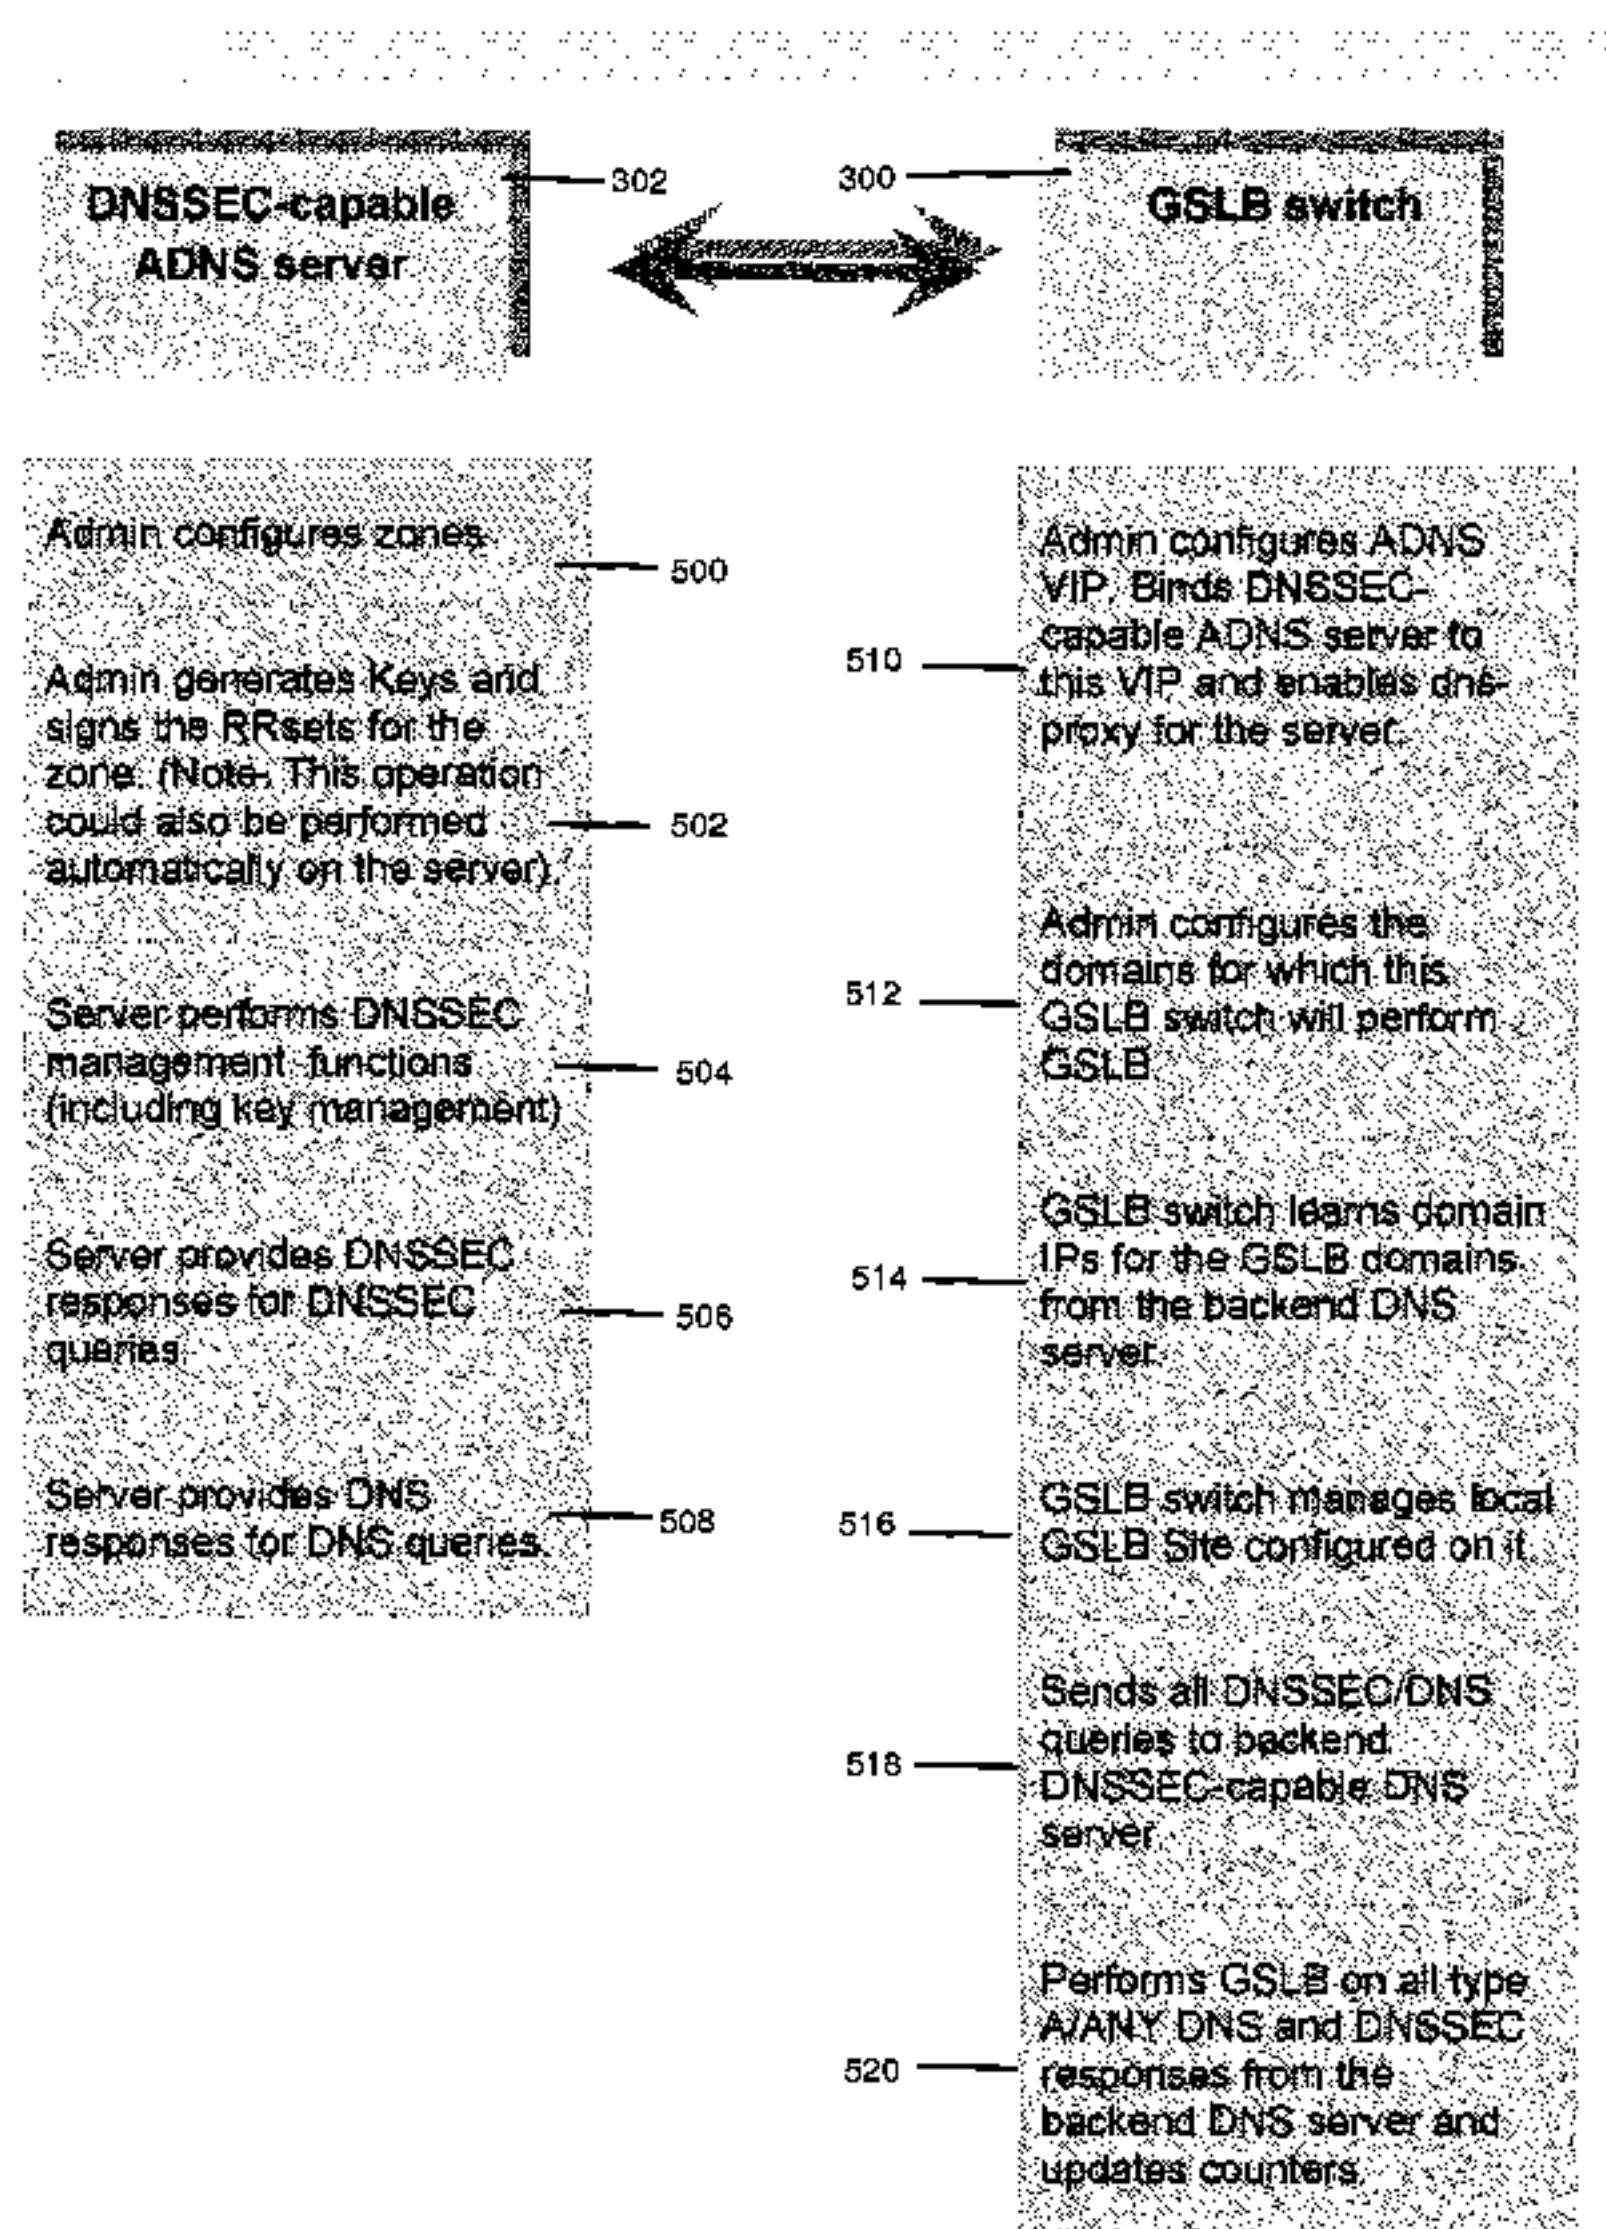 DNSSEC-capable
ADNS server
302
300
GSLB switch
Admin configures zones
500
Admin generates Keys and
signs the RRsets for the
zone. (Note- This operation
could also be performed
automatically on the server).
502
Server performs DNSSEC
management functions
(including key management)
504
Server provides DNSSEC
responses for DNSSEC
queries
506
Server provides DNS
responses for DNS queries.
508
Admin configures ADNS
VIP. Binds DNSSEC-
capable ADNS server to
this VIP and enables dns-
proxy for the server.
510
Admin configures the
domains for which this
GSLB switch will perform
GSLB
512
GSLB switch learns domain
IPs for the GSLB domains
from the backend DNS
server.
514
GSLB switch manages local
GSLB Site configured on it.
516
Sends all DNSSEC/DNS
queries to backend
DNSSEC-capable DNS
server.
518
Performs GSLB on all type
A/ANY DNS and DNSSEC
responses from the
backend DNS server and
updates counters.
520